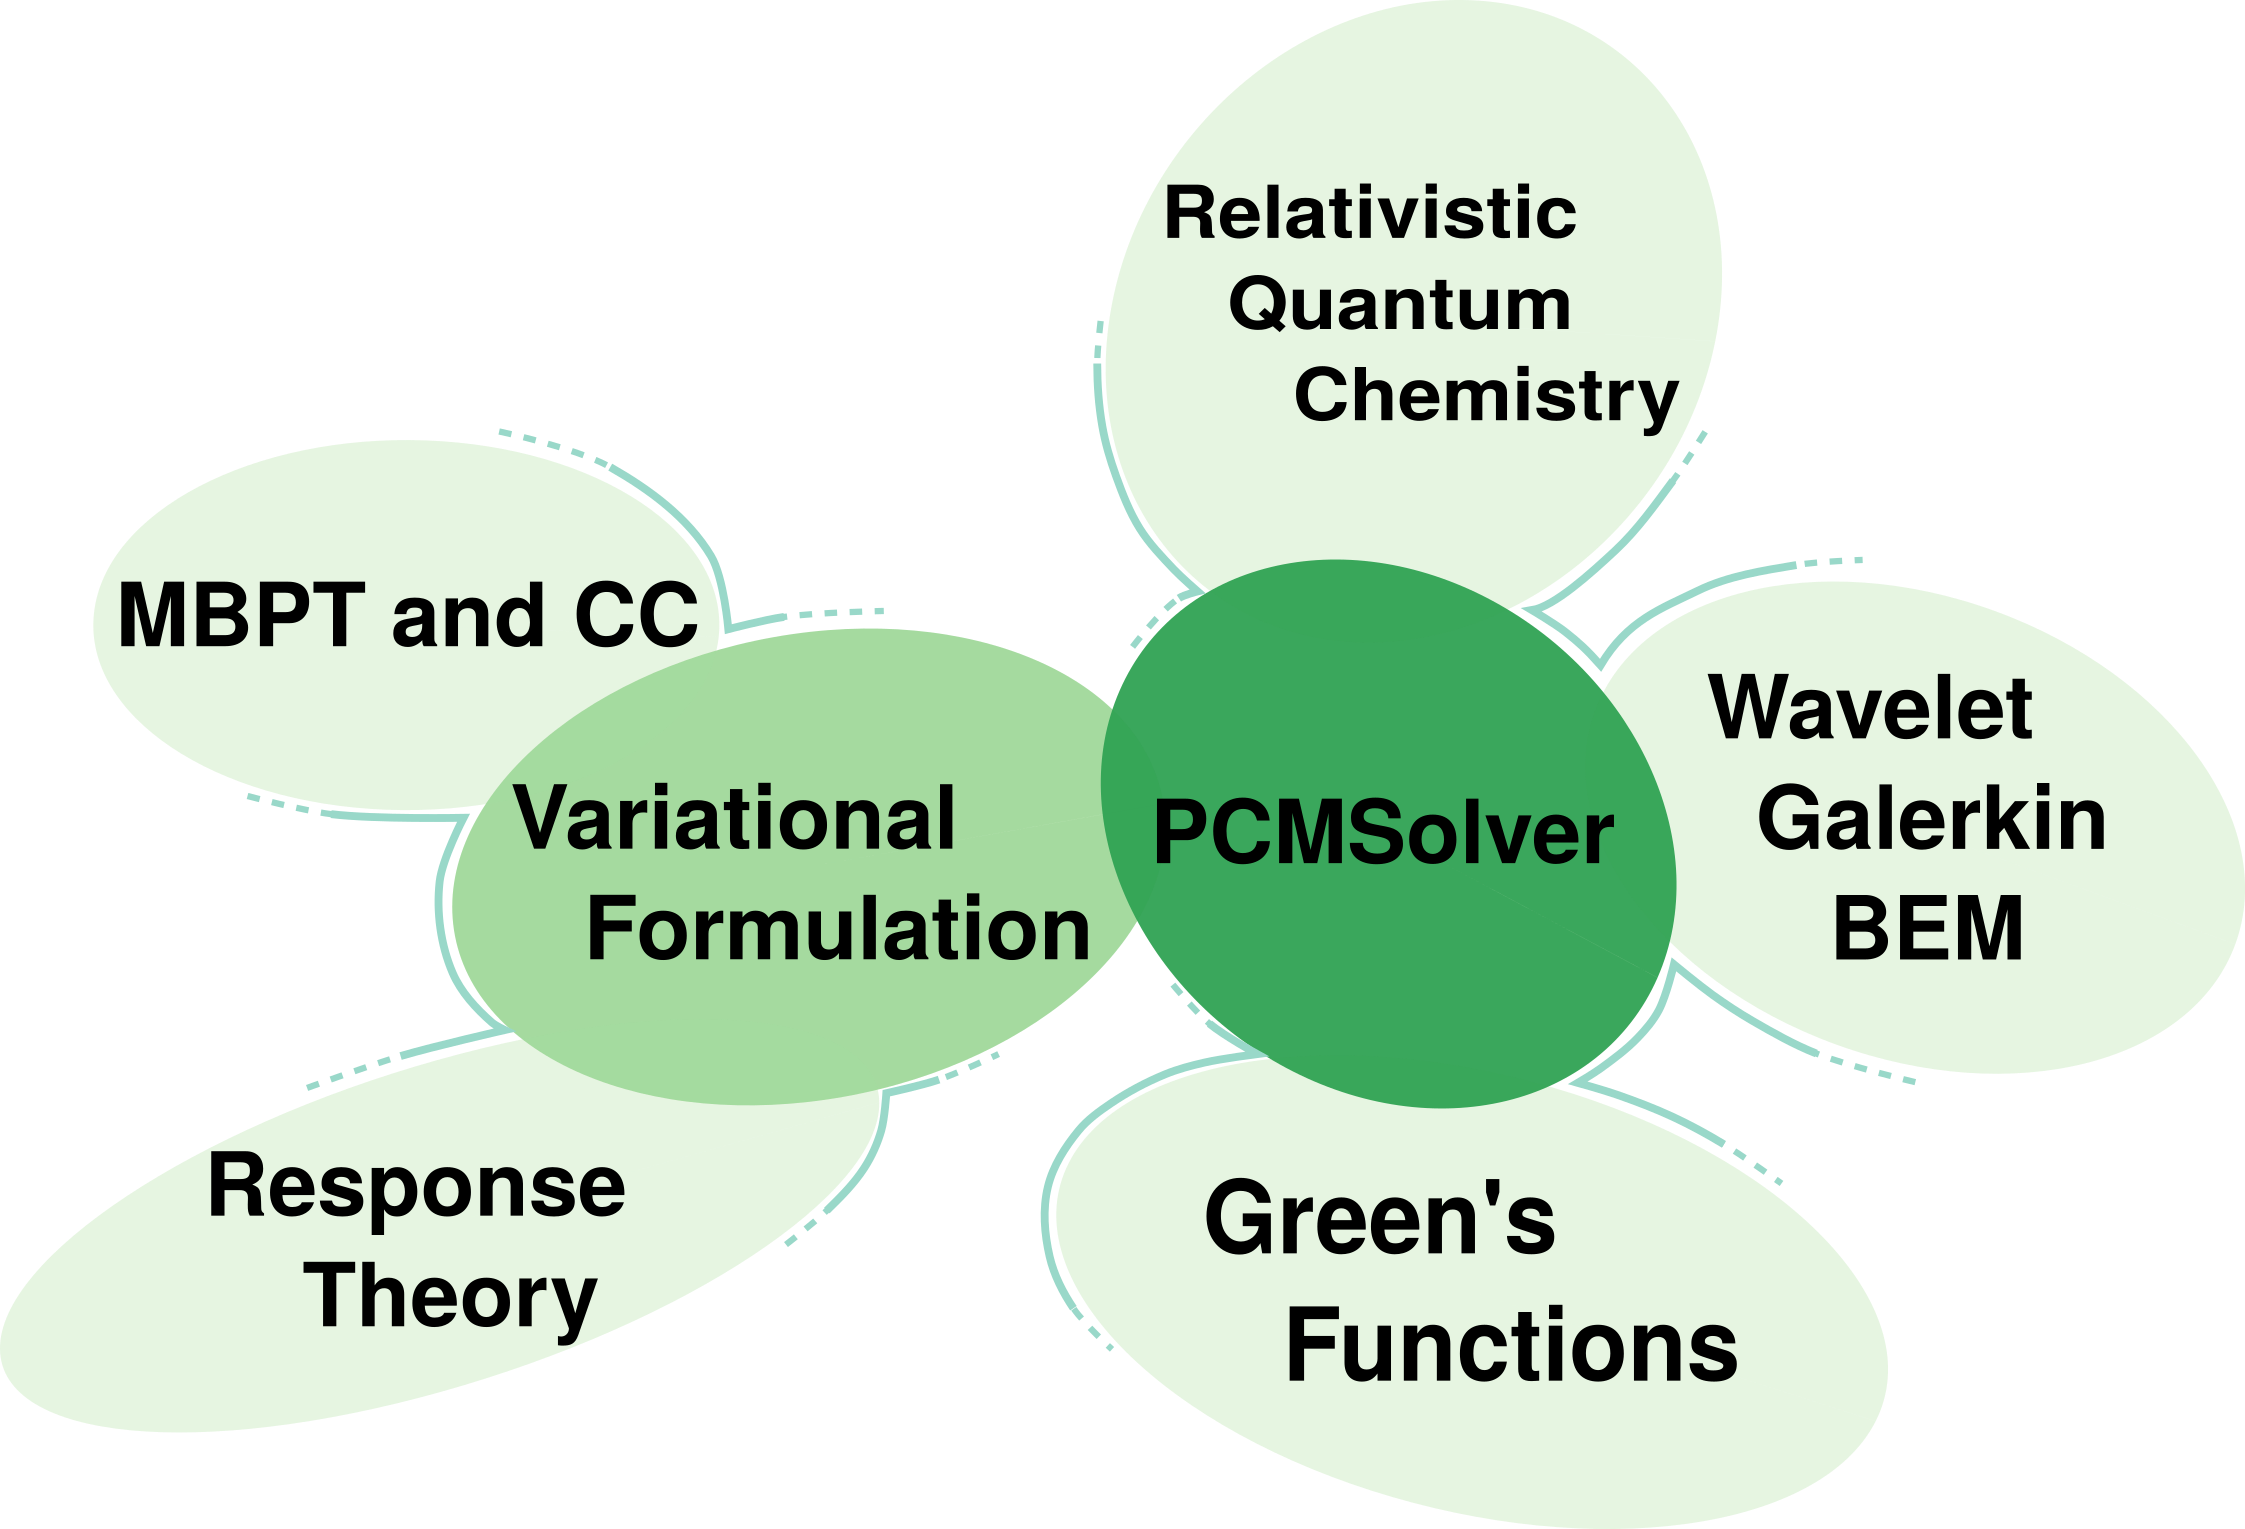 Relativistic
Quantum
Chemistry
MBPT and CC
Variational
Formulation
PCMSolver
Wavelet
Galerkin
BEM
Response
Theory
Green's
Functions